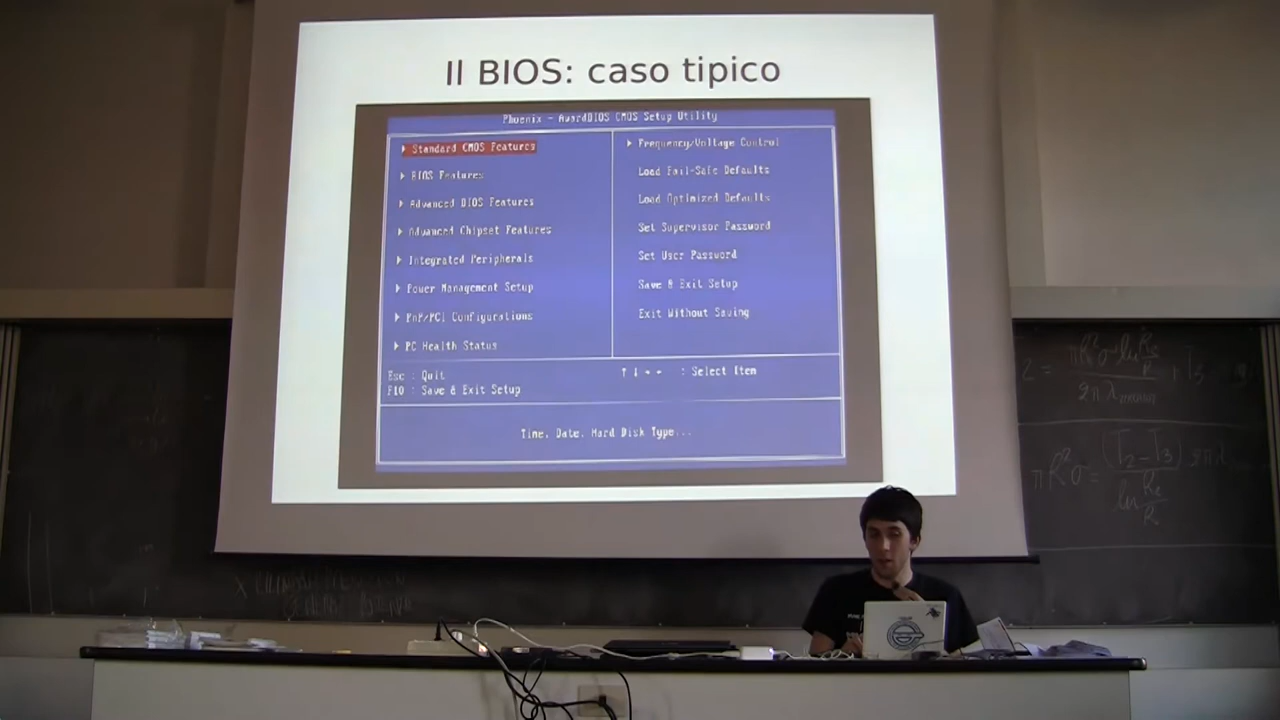 Il BIOS: caso tipico
Phoenix - AwardBIOS CMOS Setup Utility
Standard CMOS Features
BIOS Features
Advanced BIOS Features
Advanced Chipset Features
Integrated Peripherals
Power Management Setup
PnP/PCI Configurations
PC Health Status
Frequency/Voltage Control
Load Fail-Safe Defaults
Load Optimized Defaults
Set Supervisor Password
Set User Password
Save & Exit Setup
Exit Without Saving
Esc : Quit
F10 : Save & Exit Setup
↑ ↓ → ← : Select Item
Time, Date, Hard Disk Type...